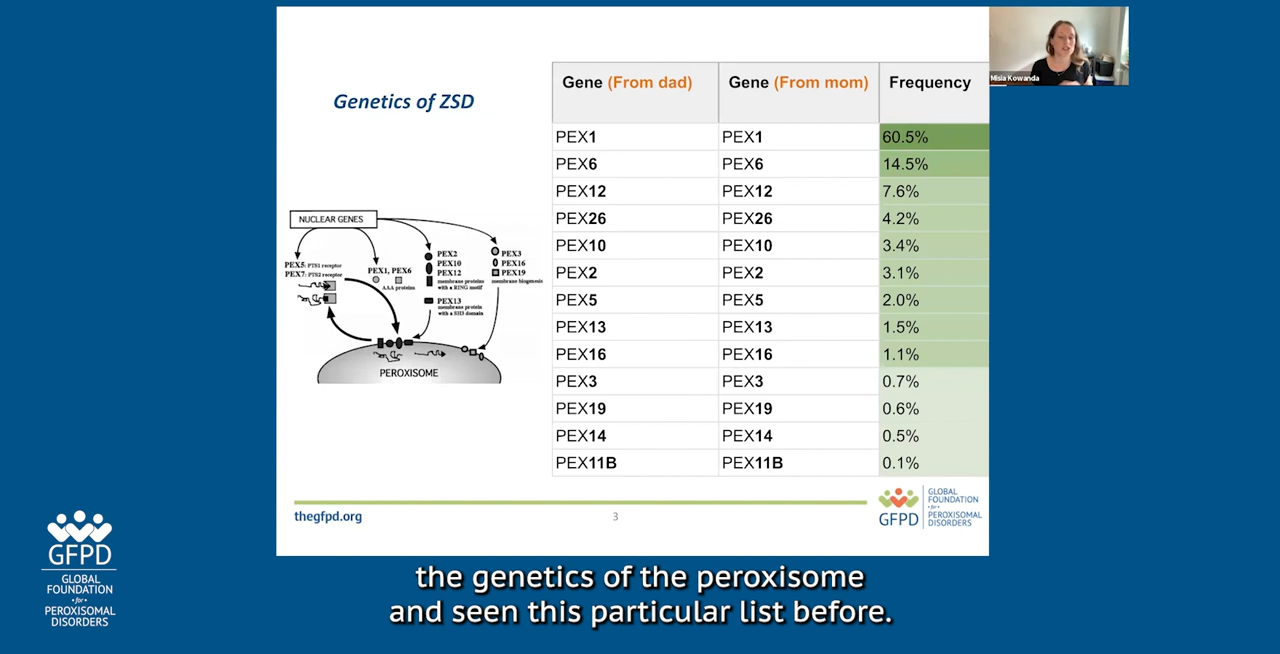 Misia Kowanda
Genetics of ZSD
Gene (From dad) Gene (From mom) Frequency
PEX1 PEX1 60.5%
PEX6 PEX6 14.5%
PEX12 PEX12 7.6%
PEX26 PEX26 4.2%
PEX10 PEX10 3.4%
PEX2 PEX2 3.1%
PEX5 PEX5 2.0%
PEX13 PEX13 1.5%
PEX16 PEX16 1.1%
PEX3 PEX3 0.7%
PEX19 PEX19 0.6%
PEX14 PEX14 0.5%
PEX11B PEX11B 0.1%
NUCLEAR GENES
PEX5: PTS1 receptor
PEX7: PTS2 receptor
PEX1, PEX6
AAA proteins
PEX2
PEX10
PEX12
membrane proteins
with a RING motif
PEX13
membrane protein
with a SH3 domain
PEX3
PEX16
PEX19
membrane biogenesis
PEROXISOME
thegfpd.org
3
GFPD
GLOBAL
FOUNDATION
for
PEROXISOMAL
DISORDERS
GFPD
GLOBAL
FOUNDATION
for
PEROXISOMAL
DISORDERS
the genetics of the peroxisome
and seen this particular list before.